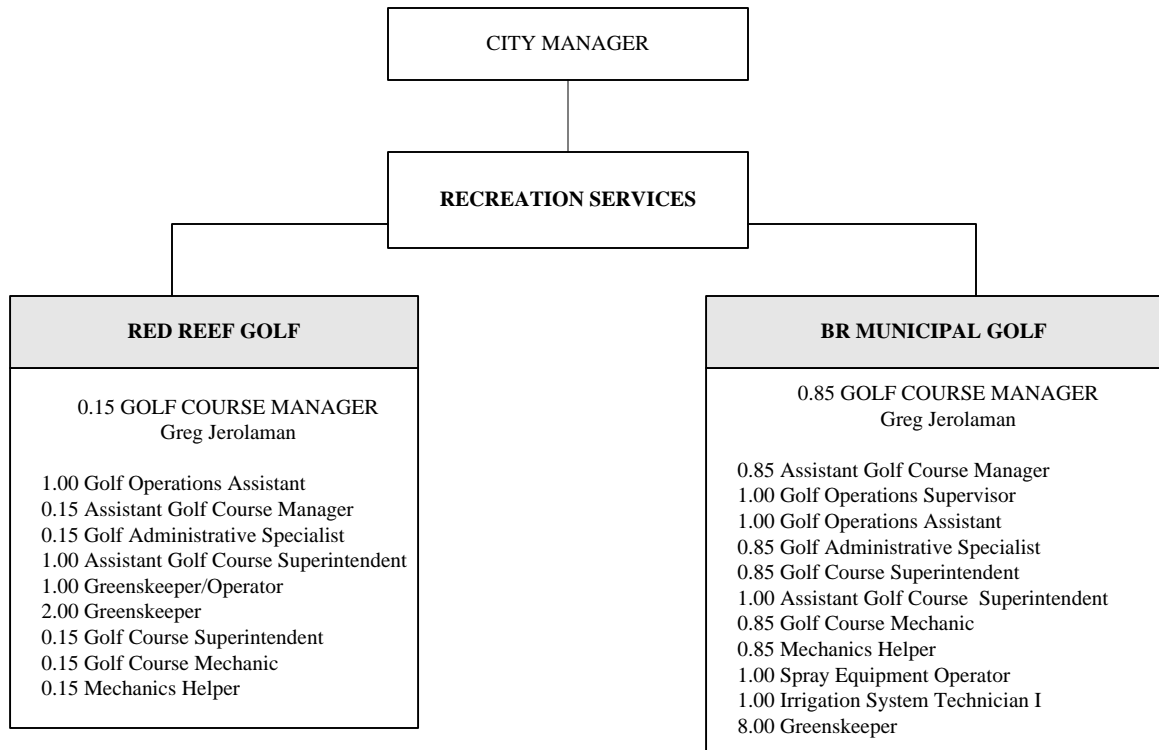 CITY MANAGER
RECREATION SERVICES
RED REEF GOLF
0.15 GOLF COURSE MANAGER
Greg Jerolaman
1.00 Golf Operations Assistant
0.15 Assistant Golf Course Manager
0.15 Golf Administrative Specialist
1.00 Assistant Golf Course Superintendent
1.00 Greenskeeper/Operator
2.00 Greenskeeper
0.15 Golf Course Superintendent
0.15 Golf Course Mechanic
0.15 Mechanics Helper
BR MUNICIPAL GOLF
0.85 GOLF COURSE MANAGER
Greg Jerolaman
0.85 Assistant Golf Course Manager
1.00 Golf Operations Supervisor
1.00 Golf Operations Assistant
0.85 Golf Administrative Specialist
0.85 Golf Course Superintendent
1.00 Assistant Golf Course Superintendent
0.85 Golf Course Mechanic
0.85 Mechanics Helper
1.00 Spray Equipment Operator
1.00 Irrigation System Technician I
8.00 Greenskeeper